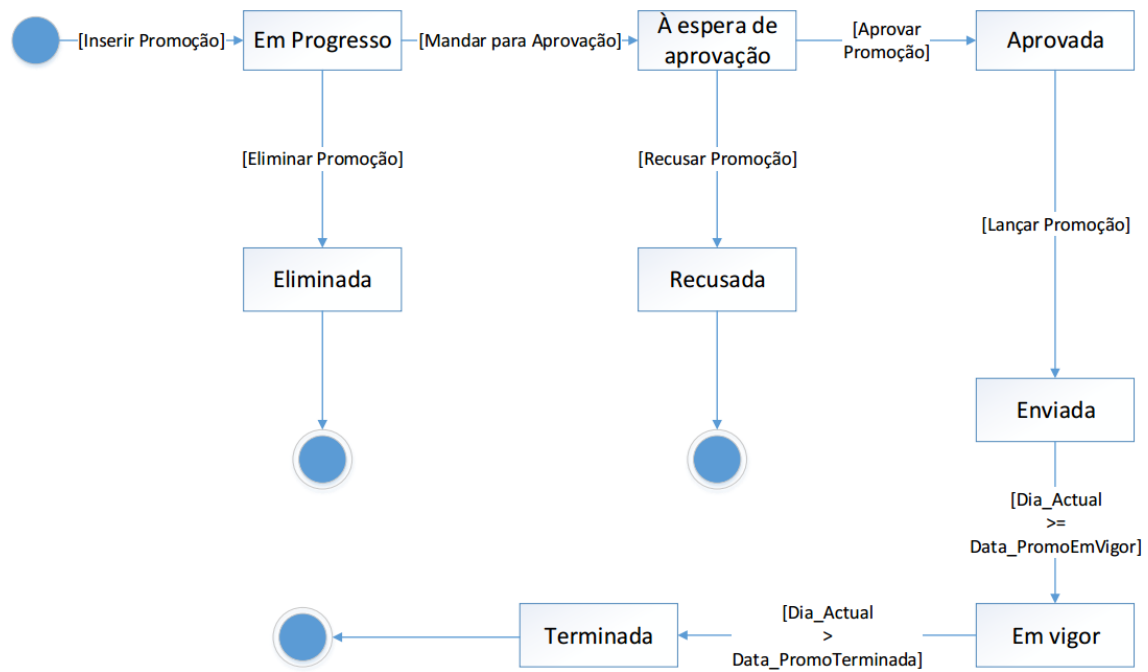 [Inserir Promoção]
Em Progresso
[Mandar para Aprovação]
À espera de
aprovação
[Aprovar
Promoção]
Aprovada
[Eliminar Promoção]
[Recusar Promoção]
[Lançar Promoção]
Eliminada
Recusada
Enviada
[Dia_Actual
>=
Data_PromoEmVigor]
Terminada
[Dia_Actual
>
Data_PromoTerminada]
Em vigor